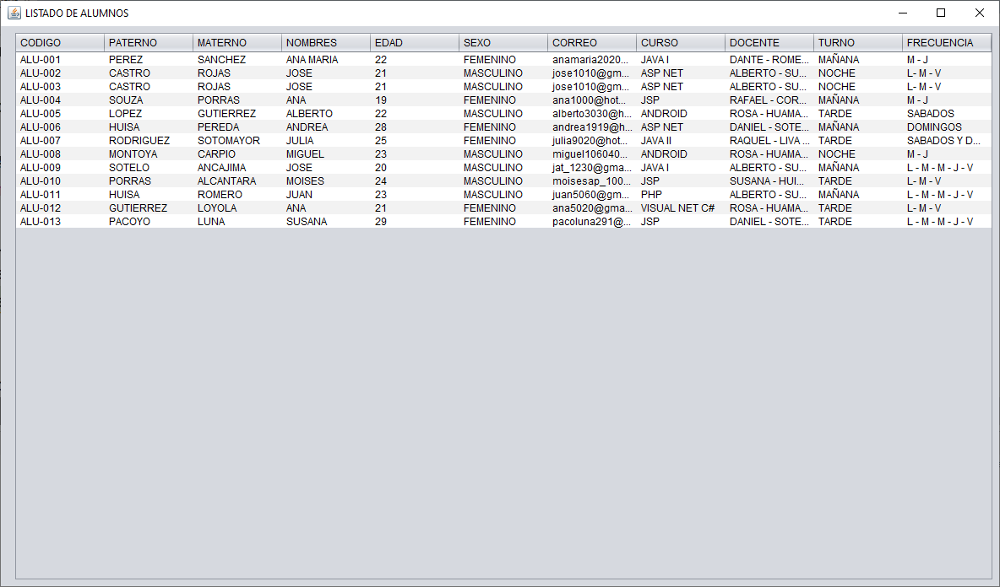 LISTADO DE ALUMNOS
CODIGO PATERNO MATERNO NOMBRES EDAD SEXO CORREO CURSO DOCENTE TURNO FRECUENCIA
ALU-001 PEREZ SANCHEZ ANA MARIA 22 FEMENINO anamaria2020... JAVA I DANTE - ROME... MAÑANA M - J
ALU-002 CASTRO ROJAS JOSE 21 MASCULINO jose1010@gm... ASP NET ALBERTO - SU... NOCHE L- M - V
ALU-003 CASTRO ROJAS JOSE 21 MASCULINO jose1010@gm... ASP NET ALBERTO - SU... NOCHE L- M - V
ALU-004 SOUZA PORRAS ANA 19 FEMENINO ana1000@hot... JSP RAFAEL - COR... MAÑANA M - J
ALU-005 LOPEZ GUTIERREZ ALBERTO 22 MASCULINO alberto3030@h... ANDROID ROSA - HUAMA... TARDE SABADOS
ALU-006 HUISA PEREDA ANDREA 28 FEMENINO andrea1919@h... ASP NET DANIEL - SOTE... MAÑANA DOMINGOS
ALU-007 RODRIGUEZ SOTOMAYOR JULIA 25 FEMENINO julia9020@hot... JAVA II RAQUEL - LIVA ... TARDE SABADOS Y D...
ALU-008 MONTOYA CARPIO MIGUEL 23 MASCULINO miguel106040... ANDROID ROSA - HUAMA... NOCHE M - J
ALU-009 SOTELO ANCAJIMA JOSE 20 MASCULINO jat_1230@gma... JAVA I ALBERTO - SU... MAÑANA L - M - M - J - V
ALU-010 PORRAS ALCANTARA MOISES 24 MASCULINO moisesap_100... JSP SUSANA - HUI... TARDE L- M - V
ALU-011 HUISA ROMERO JUAN 23 MASCULINO juan5060@gm... PHP ALBERTO - SU... MAÑANA L - M - M - J - V
ALU-012 GUTIERREZ LOYOLA ANA 21 FEMENINO ana5020@gma... VISUAL NET C# ROSA - HUAMA... TARDE L- M - V
ALU-013 PACOYO LUNA SUSANA 29 FEMENINO pacoluna291@... JSP DANIEL - SOTE... TARDE L - M - M - J - V